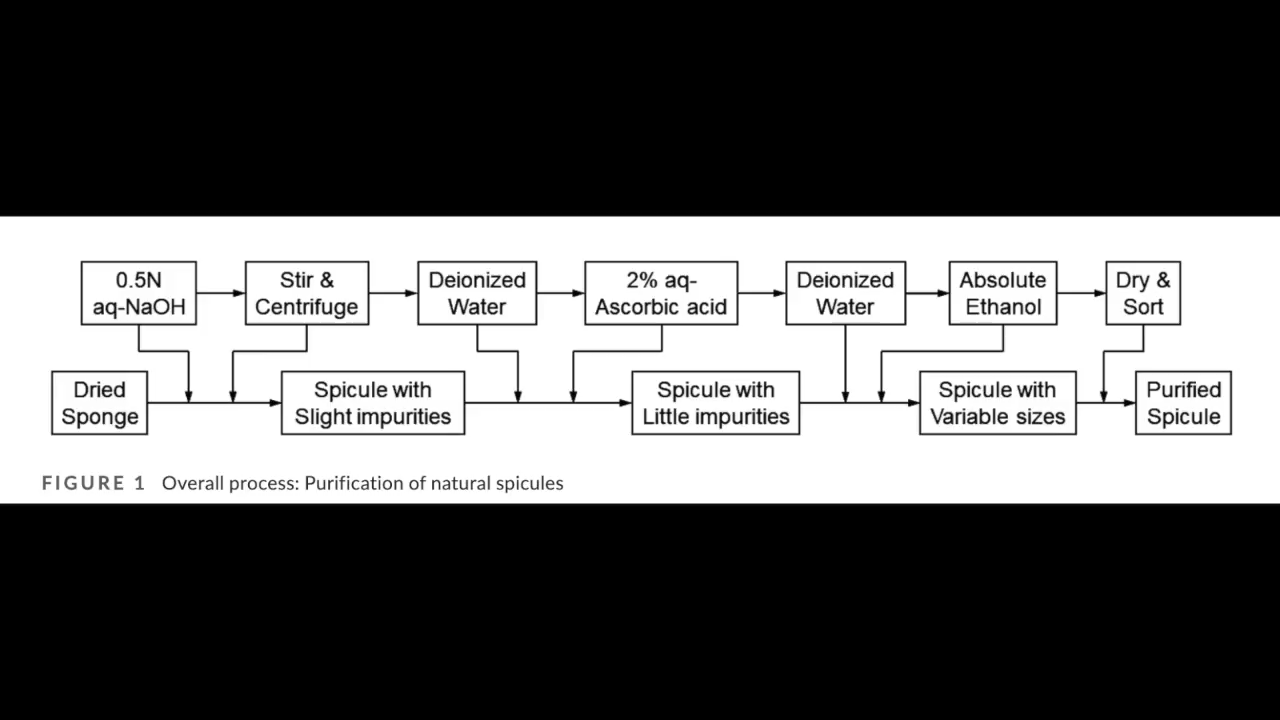 0.5N
aq-NaOH
Stir &
Centrifuge
Deionized
Water
2% aq-
Ascorbic acid
Deionized
Water
Absolute
Ethanol
Dry &
Sort
Dried
Sponge
Spicule with
Slight impurities
Spicule with
Little impurities
Spicule with
Variable sizes
Purified
Spicule
FIGURE 1 Overall process: Purification of natural spicules